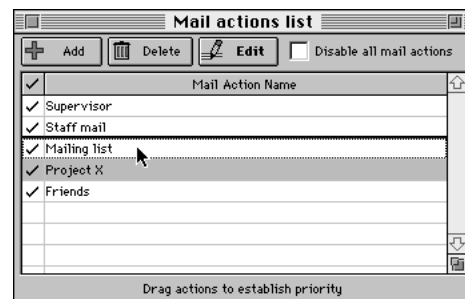 Mail actions list
Add Delete Edit Disable all mail actions
Mail Action Name
Supervisor
Staff mail
Mailing list
Project X
Friends
Drag actions to establish priority